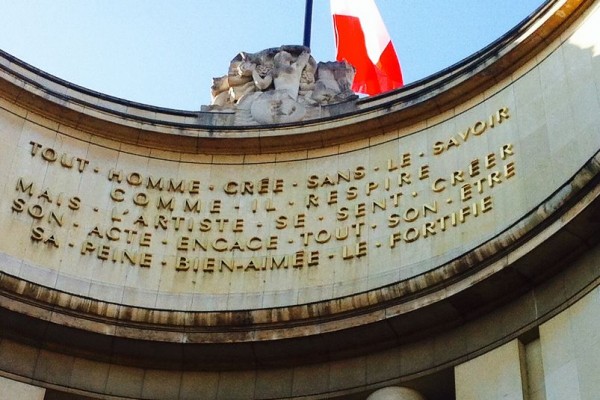 TOUT · HOMME · CRÉE · SANS · LE · SAVOIR
COMME · IL · RESPIRE
MAIS · L'ARTISTE · SE · SENT · CRÉER
SON · ACTE · ENGAGE · TOUT · SON · ÊTRE
SA · PEINE · BIEN-AIMÉE · LE · FORTIFIE